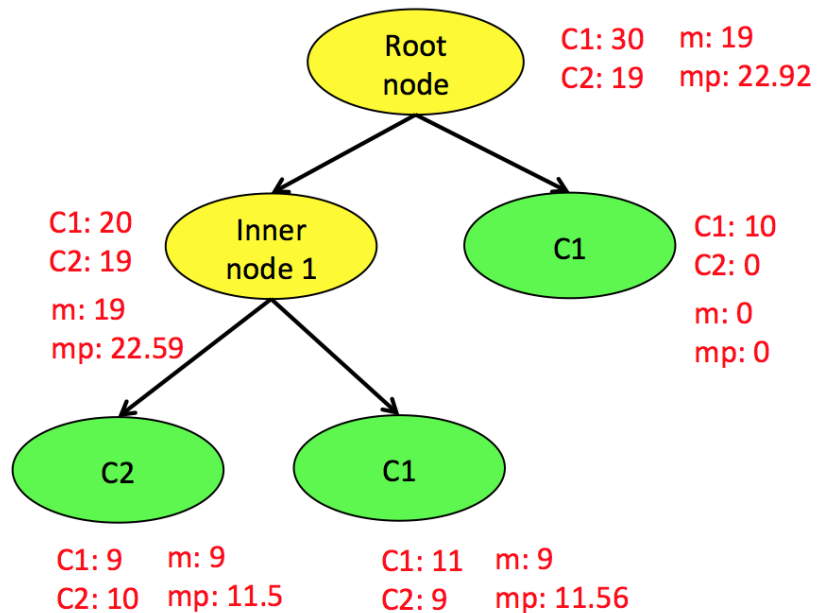 Root
node
C1: 30 m: 19
C2: 19 mp: 22.92
C1: 20
C2: 19
m: 19
mp: 22.59
Inner
node 1
C1
C1: 10
C2: 0
m: 0
mp: 0
C2
C1
C1: 9 m: 9
C2: 10 mp: 11.5
C1: 11 m: 9
C2: 9 mp: 11.56